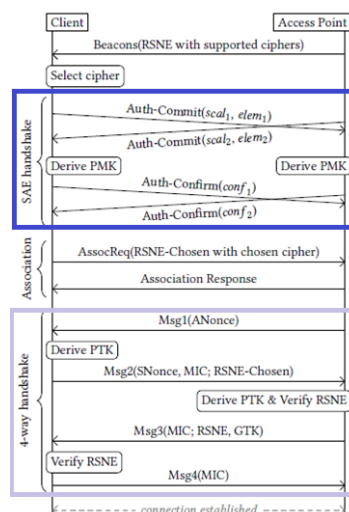 Client
Access Point
Beacons(RSNE with supported ciphers)
Select cipher
SAE handshake
Auth-Commit(scal1, elem1)
Auth-Commit(scal2, elem2)
Derive PMK
Derive PMK
Auth-Confirm(conf1)
Auth-Confirm(conf2)
Association
AssocReq(RSNE-Chosen with chosen cipher)
Association Response
4-way handshake
Msg1(ANonce)
Derive PTK
Msg2(SNonce, MIC; RSNE-Chosen)
Derive PTK & Verify RSNE
Msg3(MIC; RSNE, GTK)
Verify RSNE
Msg4(MIC)
connection established